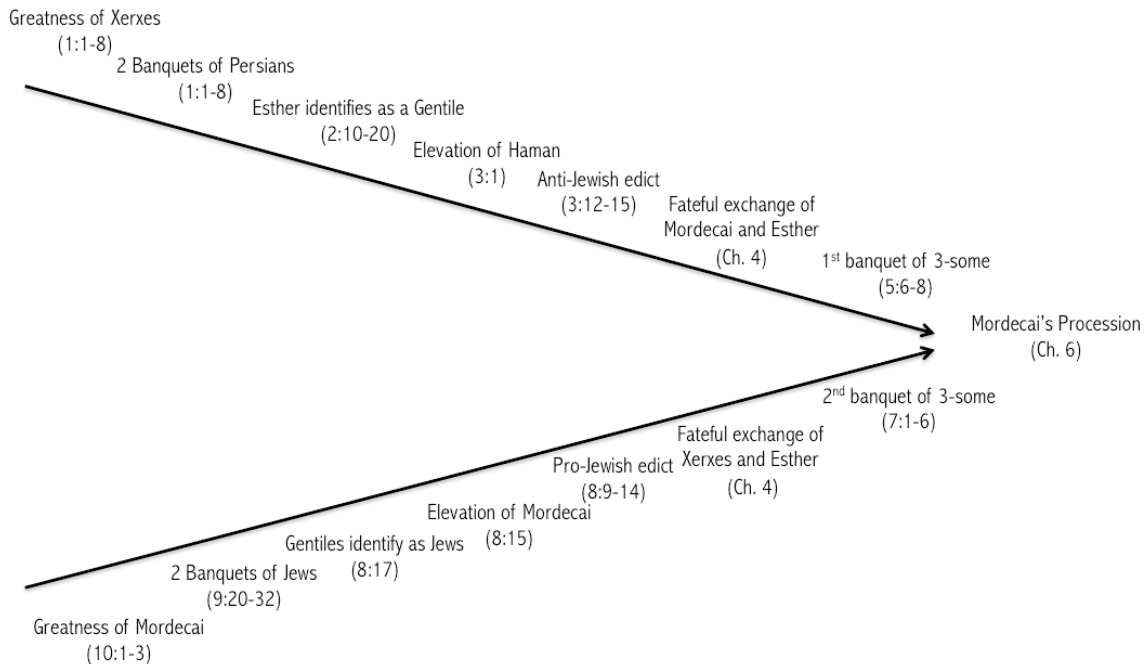 Greatness of Xerxes
(1:1-8)
2 Banquets of Persians
(1:1-8)
Esther identifies as a Gentile
(2:10-20)
Elevation of Haman
(3:1)
Anti-Jewish edict
(3:12-15)
Fateful exchange of
Mordecai and Esther
(Ch. 4)
1st banquet of 3-some
(5:6-8)
Mordecai's Procession
(Ch. 6)
2nd banquet of 3-some
(7:1-6)
Fateful exchange of
Xerxes and Esther
(Ch. 4)
Pro-Jewish edict
(8:9-14)
Elevation of Mordecai
(8:15)
Gentiles identify as Jews
(8:17)
2 Banquets of Jews
(9:20-32)
Greatness of Mordecai
(10:1-3)